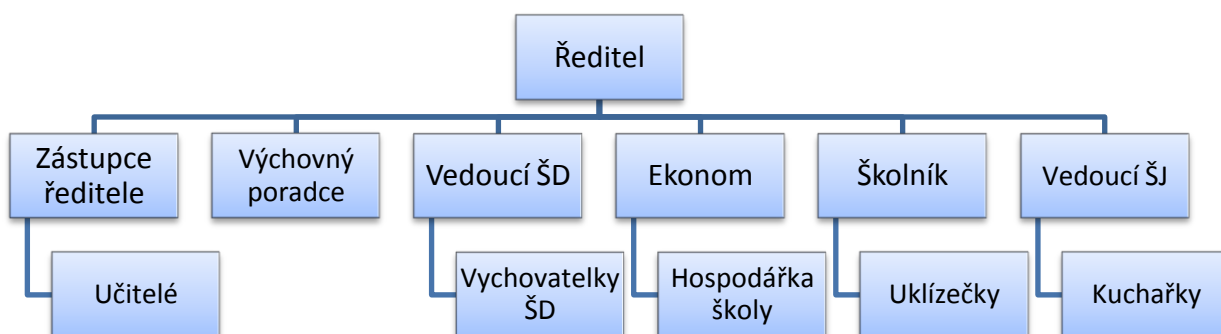 Ředitel
Zástupce
ředitele
Výchovný
poradce
Vedoucí ŠD
Ekonom
Školník
Vedoucí ŠJ
Učitelé
Vychovatelky
ŠD
Hospodářka
školy
Uklízečky
Kuchařky